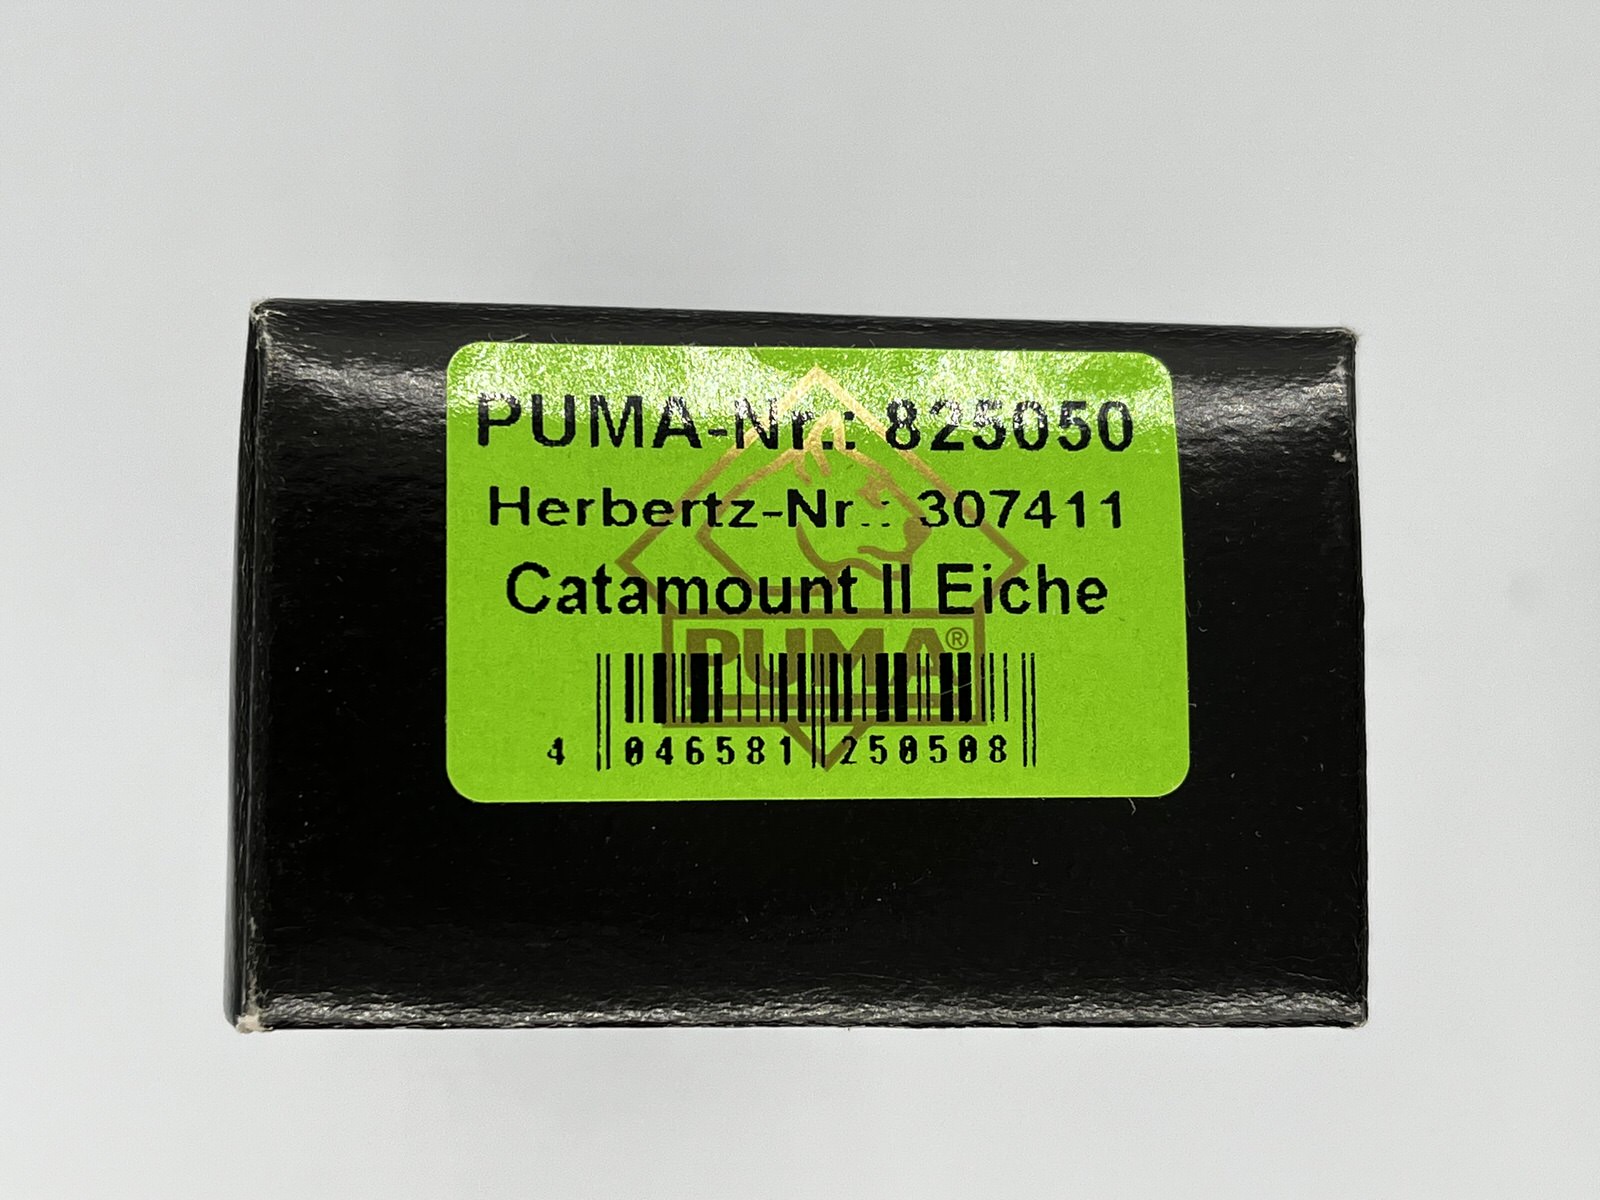 PUMA-Nr.: 825050
Herbertz-Nr.: 307411
Catamount II Eiche
PUMA®
4 046581 250508